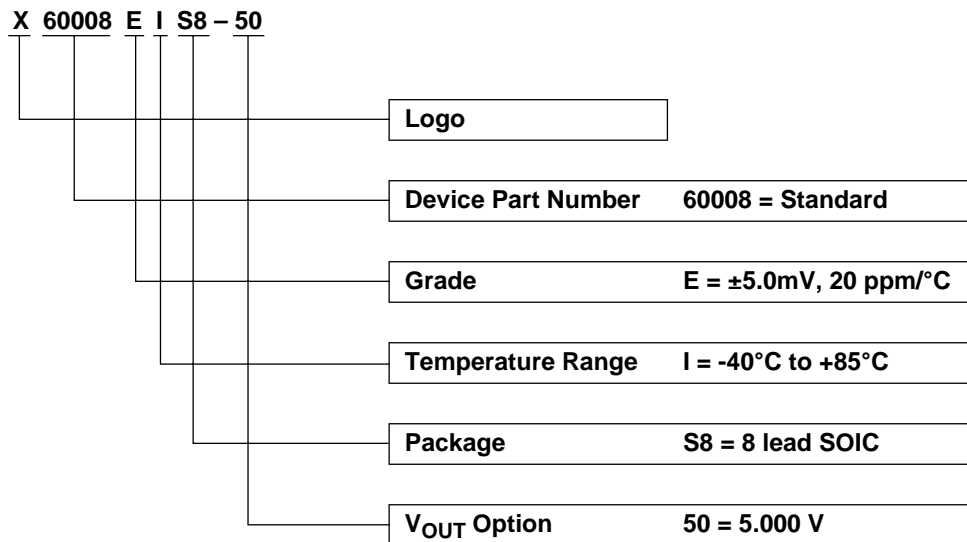 X 60008 E I S8 – 50
Logo
Device Part Number 60008 = Standard
Grade E = ±5.0mV, 20 ppm/°C
Temperature Range I = -40°C to +85°C
Package S8 = 8 lead SOIC
VOUT Option 50 = 5.000 V